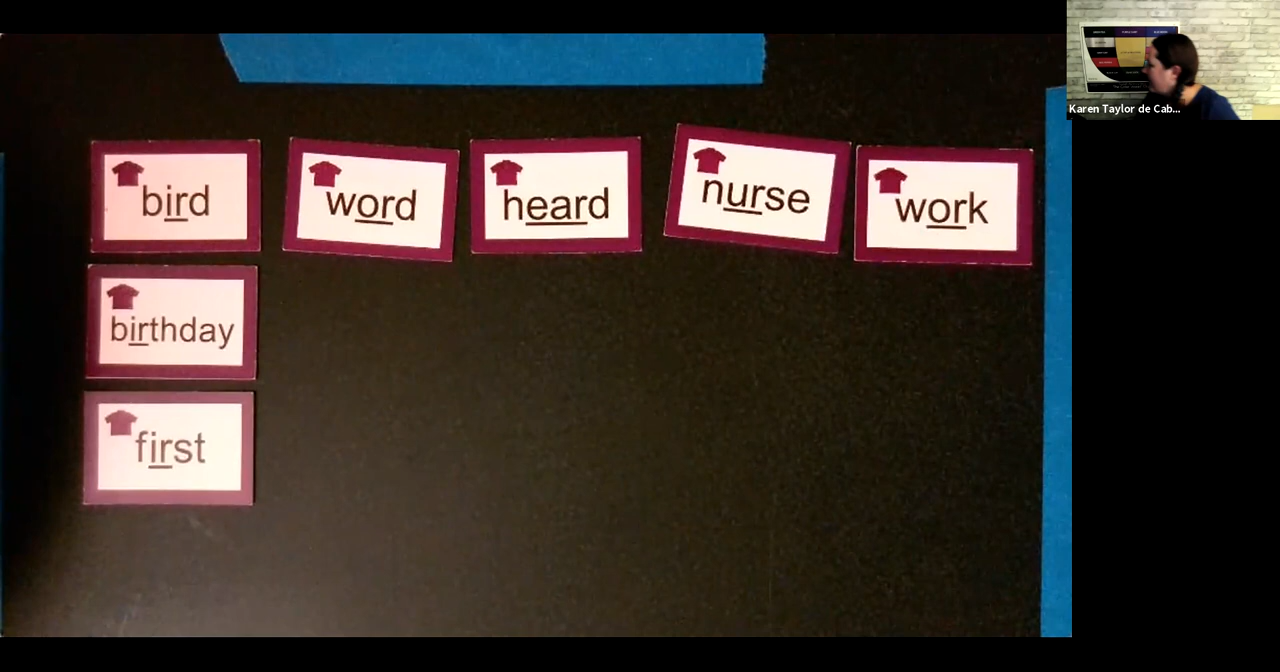 bird
word
heard
nurse
work
birthday
first
Karen Taylor de Cab...